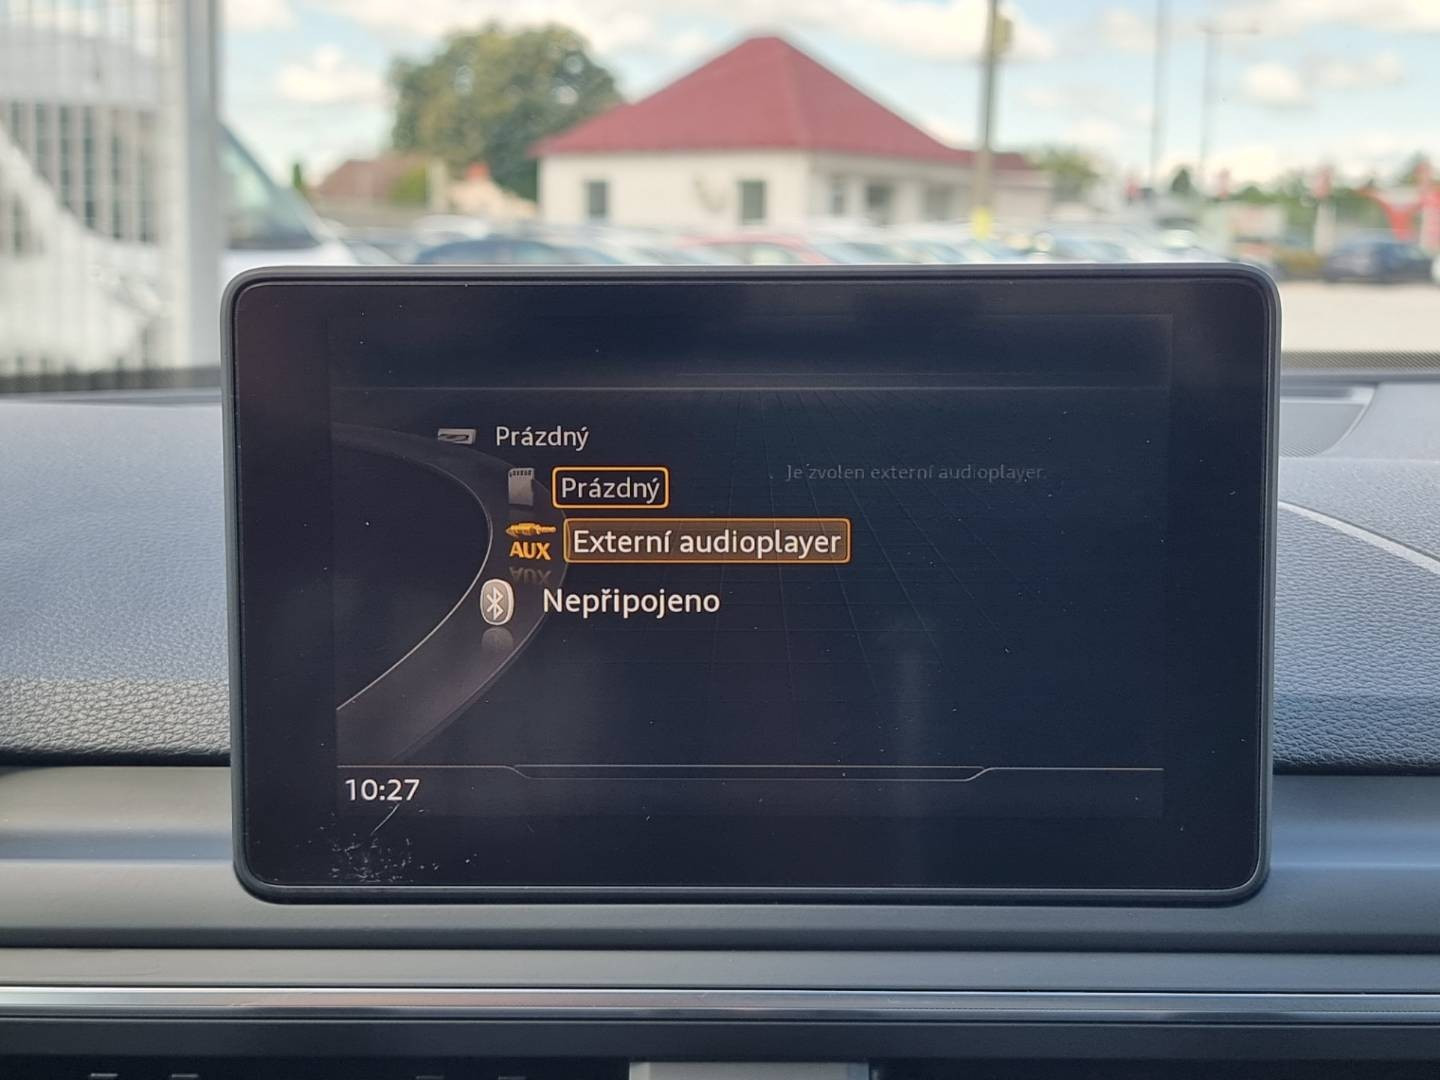 Prázdný
Prázdný
Je zvolen externí audioplayer.
AUX
Externí audioplayer
Nepřipojeno
10:27